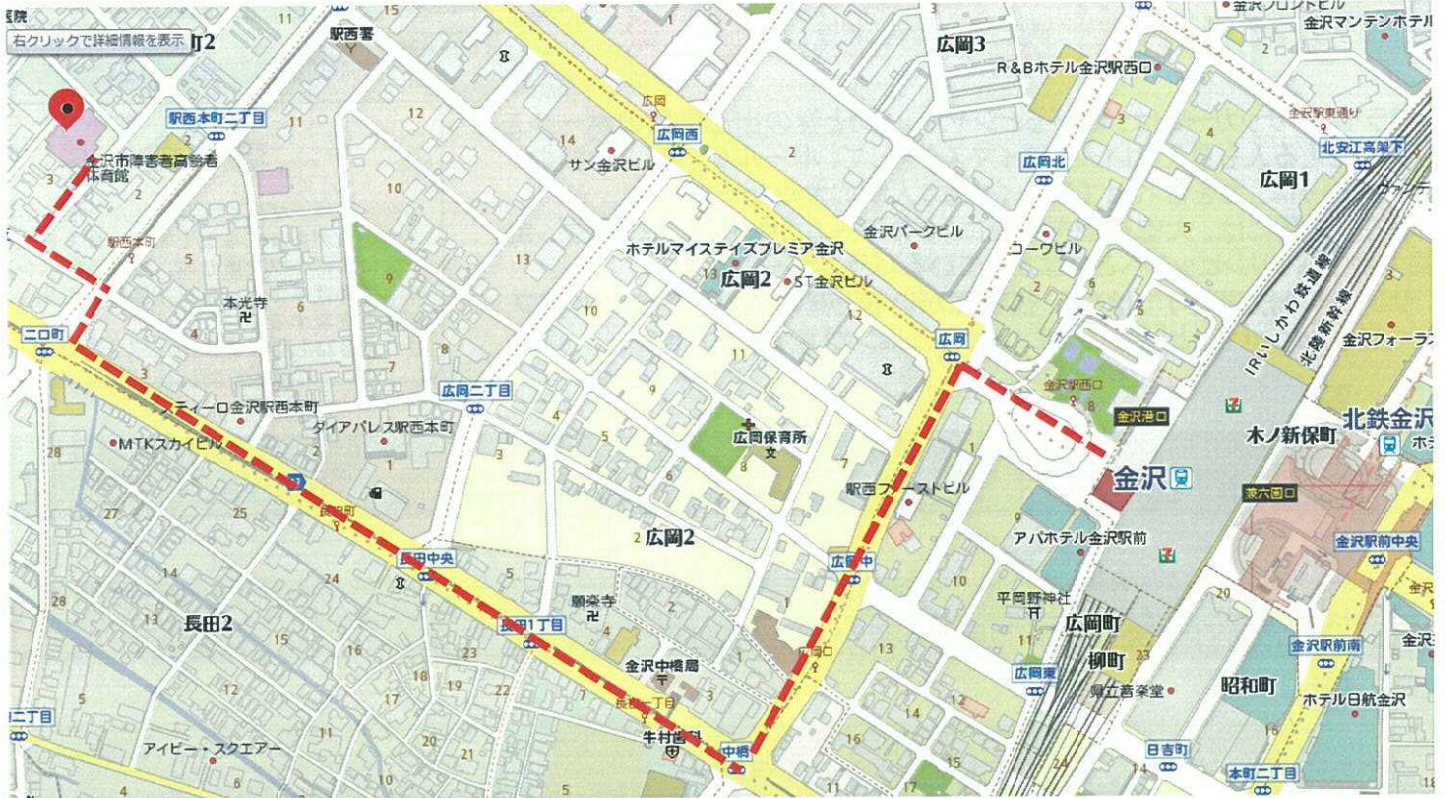 医院
右クリックで詳細情報を表示
町2
駅西署
広岡3
金沢フロントビル
金沢マンテンホテル
R&Bホテル金沢駅西口
駅西本町二丁目
広岡
広岡西
サン金沢ビル
金沢駅東通り
北安江高架下
広岡北
広岡1
金沢市障害者高齢者
体育館
駅西本町
本光寺
ホテルマイステイズプレミア金沢
金沢パークビル
コーワビル
広岡2
ST金沢ビル
IRいしかわ鉄道線
北陸新幹線
金沢フォーラス
二口町
広岡
金沢駅西口
金沢港口
広岡二丁目
スティーロ金沢駅西本町
ダイアパレス駅西本町
MTKスカイビル
広岡保育所
文
木ノ新保町
北鉄金沢
金沢
兼六園口
駅西ファーストビル
長田町
広岡2
アパホテル金沢駅前
金沢駅前中央
長田中央
広岡中
平岡野神社
長田2
願楽寺
長田1丁目
広岡町
金沢中橋局
広岡口
柳町
広岡東
金沢駅前南
県立音楽堂
昭和町
ホテル日航金沢
二丁目
長田一丁目
牛村歯科
中橋
アイビー・スクエアー
日吉町
本町二丁目